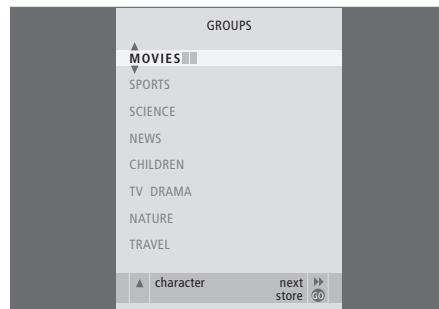 GROUPS
MOVIES
SPORTS
SCIENCE
NEWS
CHILDREN
TV DRAMA
NATURE
TRAVEL
character next
store GO